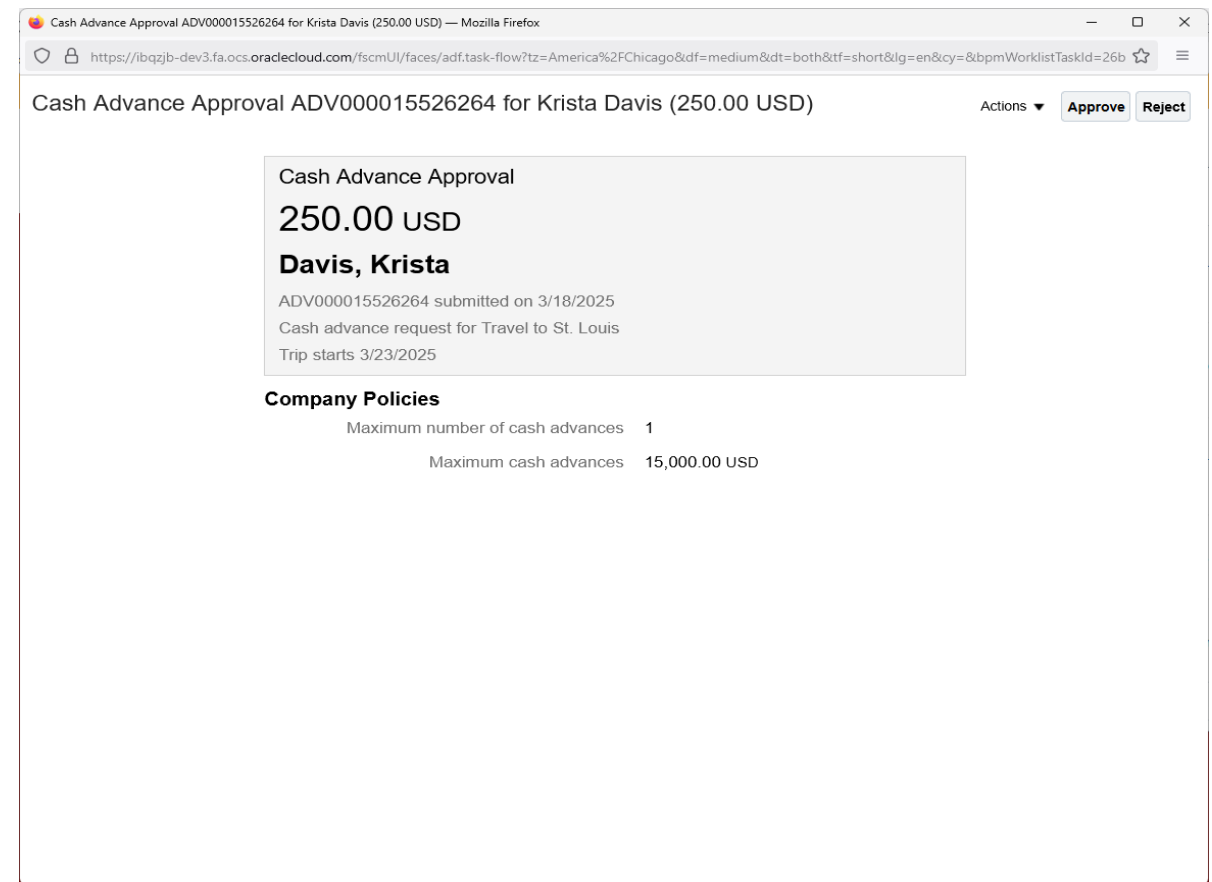 Cash Advance Approval ADV000015526264 for Krista Davis (250.00 USD) — Mozilla Firefox
https://ibqzjb-dev3.fa.ocs.oraclecloud.com/fscmUI/faces/adf.task-flow?tz=America%2FChicago&df=medium&dt=both&tf=short&lg=en&cy=&bpmWorklistTaskId=26b
Cash Advance Approval ADV000015526264 for Krista Davis (250.00 USD)
Actions ▼ Approve Reject
Cash Advance Approval
250.00 USD
Davis, Krista
ADV000015526264 submitted on 3/18/2025
Cash advance request for Travel to St. Louis
Trip starts 3/23/2025
Company Policies
Maximum number of cash advances 1
Maximum cash advances 15,000.00 USD